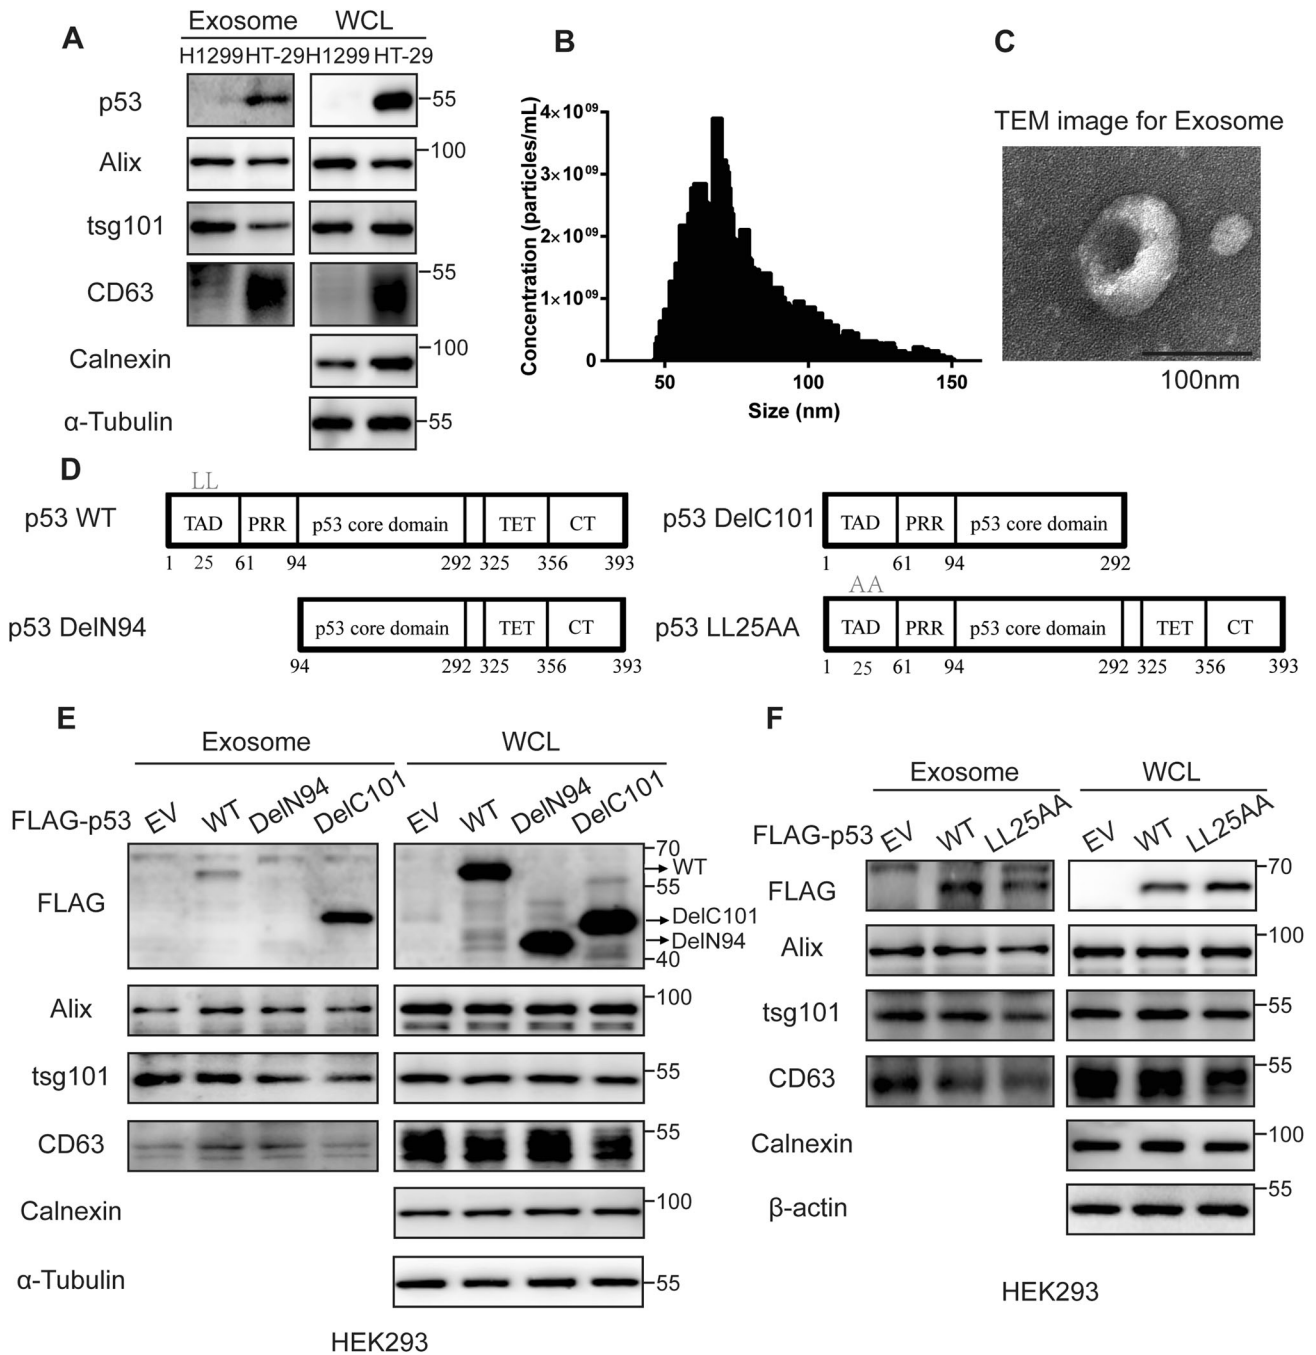 A
Exosome WCL
H1299 HT-29 H1299 HT-29
p53 55
Alix 100
tsg101
CD63 55
Calnexin 100
α-Tulubin 55
B
Concentration (particles/mL)
4×10⁰⁹
3×10⁰⁹
2×10⁰⁹
1×10⁰⁹
0
50 100 150
Size (nm)
C
TEM image for Exosome
100nm
D
LL
p53 WT TAD PRR p53 core domain TET CT
1 25 61 94 292 325 356 393
p53 DelC101 TAD PRR p53 core domain
1 61 94 292
p53 DelN94 p53 core domain TET CT
94 292 325 356 393
AA
p53 LL25AA TAD PRR p53 core domain TET CT
1 25 61 94 292 325 356 393
E
Exosome WCL
FLAG-p53 EV WT DelN94 DelC101 EV WT DelN94 DelC101
70
WT
FLAG 55
DelC101
DelN94
40
Alix 100
tsg101 55
CD63 55
Calnexin 100
α-Tubulin 55
HEK293
F
Exosome WCL
FLAG-p53 EV WT LL25AA EV WT LL25AA
FLAG 70
Alix 100
tsg101 55
CD63 55
Calnexin 100
β-actin 55
HEK293